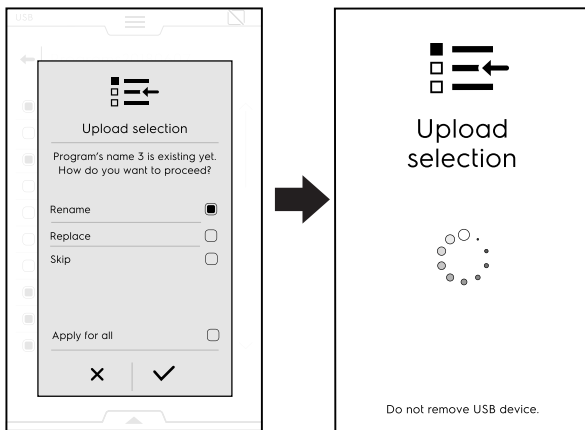 USB
Upload selection
Program's name 3 is existing yet.
How do you want to proceed?
Rename
Replace
Skip
Apply for all
Upload
selection
Do not remove USB device.